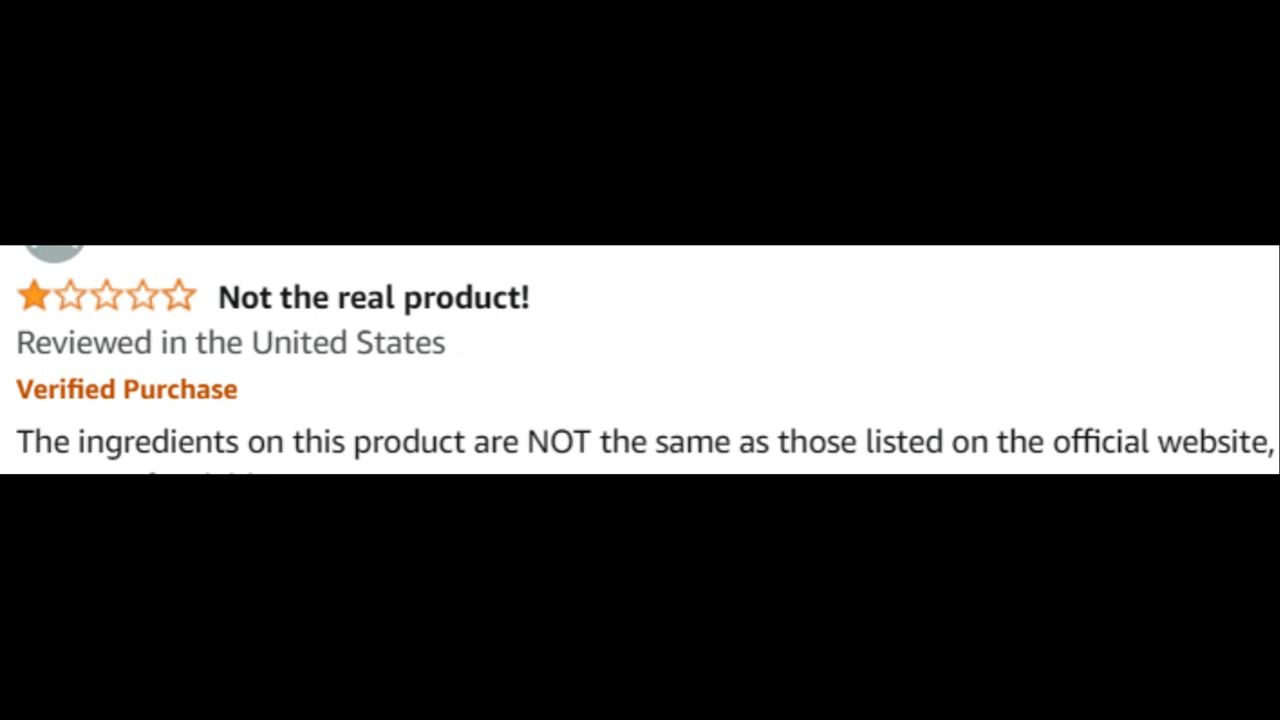 Not the real product!
Reviewed in the United States
Verified Purchase
The ingredients on this product are NOT the same as those listed on the official website,